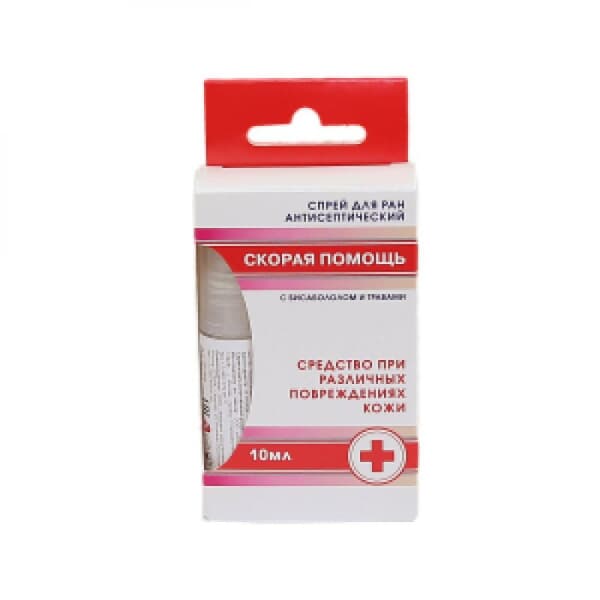 СПРЕЙ ДЛЯ РАН
АНТИСЕПТИЧЕСКИЙ
СКОРАЯ ПОМОЩЬ
С БИСАБОЛОЛОМ И ТРАВАМИ
СРЕДСТВО ПРИ
РАЗЛИЧНЫХ
ПОВРЕЖДЕНИЯХ
КОЖИ
10МЛ